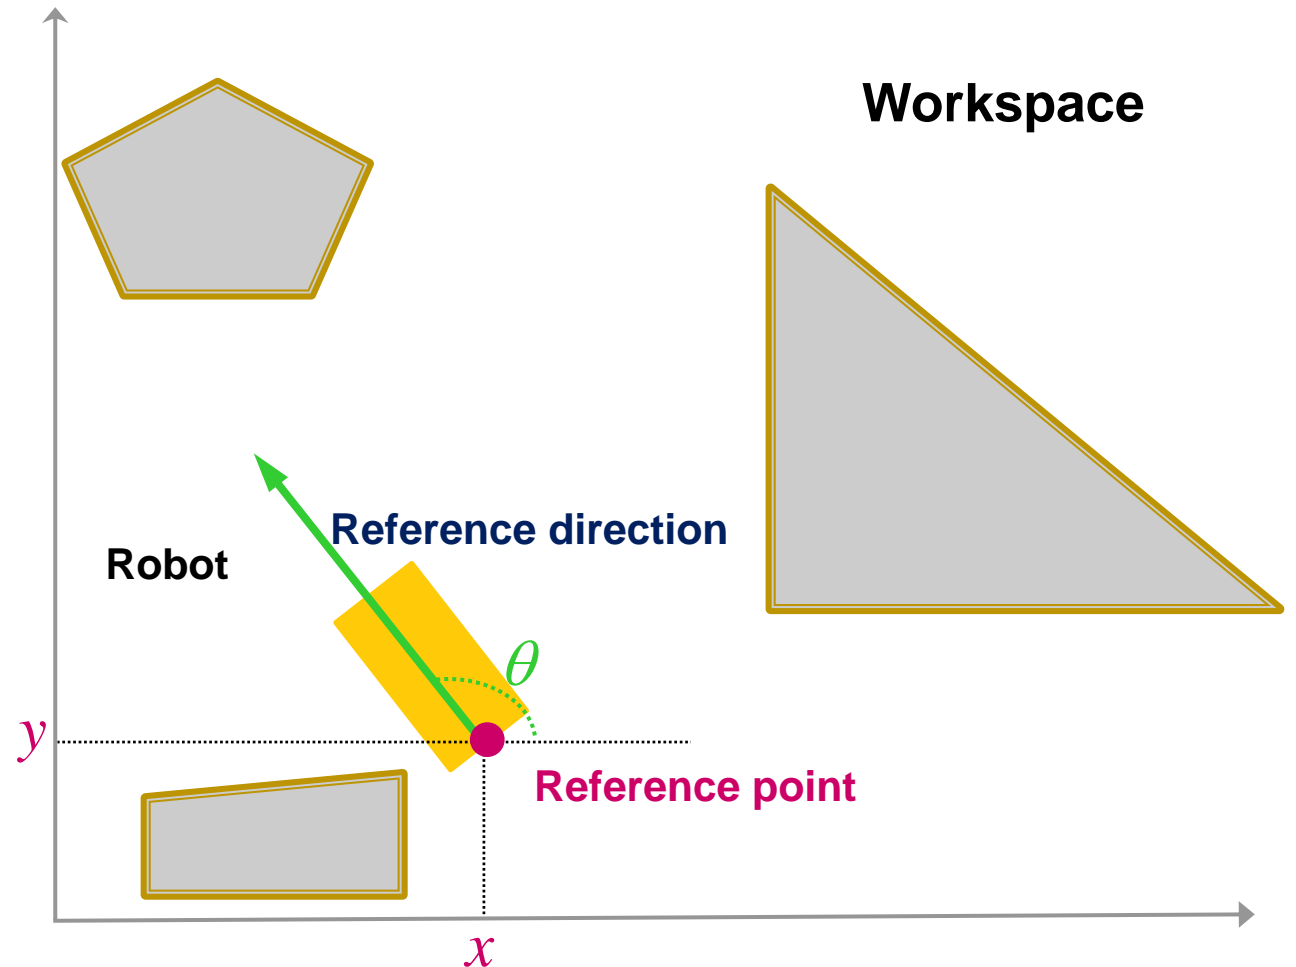 Workspace
Reference direction
Robot
θ
y
Reference point
x